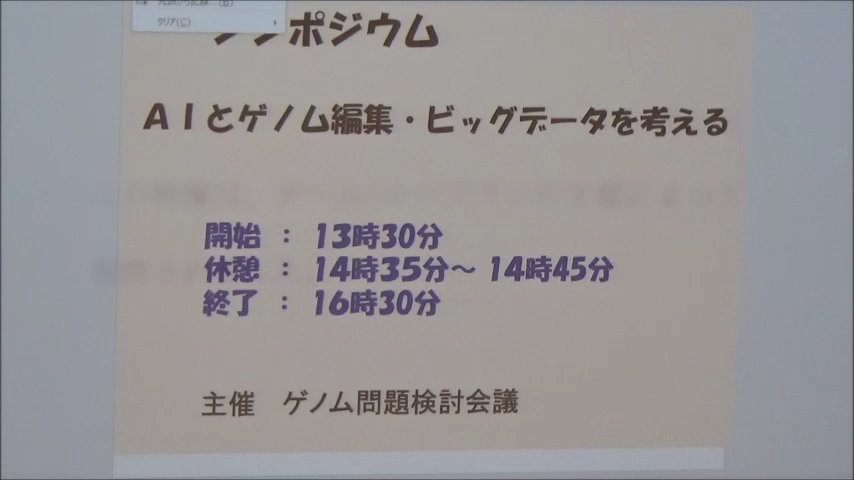 クリア(C)
シンポジウム
AIとゲノム編集・ビッグデータを考える
開始 : 13時30分
休憩 : 14時35分~ 14時45分
終了 : 16時30分
主催 ゲノム問題検討会議